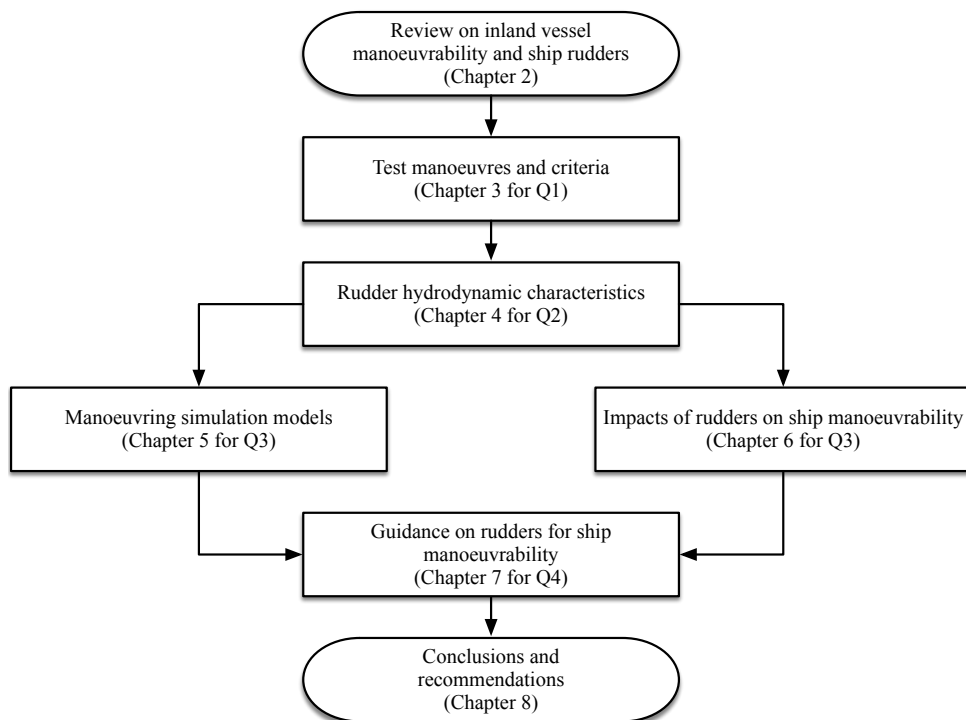 Review on inland vessel
manoeuvrability and ship rudders
(Chapter 2)
Test manoeuvres and criteria
(Chapter 3 for Q1)
Rudder hydrodynamic characteristics
(Chapter 4 for Q2)
Manoeuvring simulation models
(Chapter 5 for Q3)
Impacts of rudders on ship manoeuvrability
(Chapter 6 for Q3)
Guidance on rudders for ship
manoeuvrability
(Chapter 7 for Q4)
Conclusions and
recommendations
(Chapter 8)